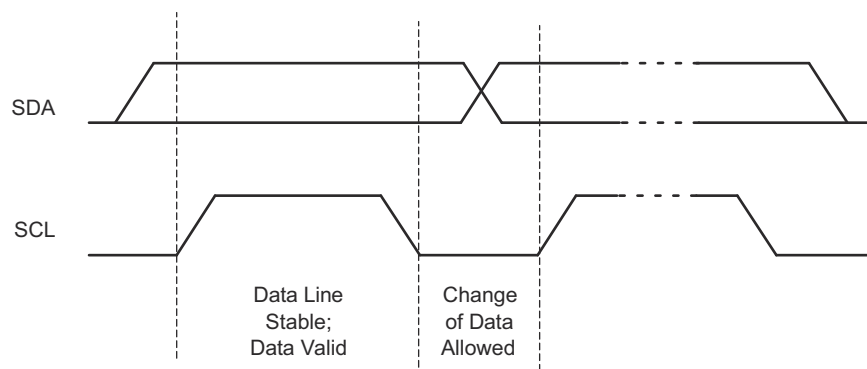 SDA
SCL
Data Line
Stable;
Data Valid
Change
of Data
Allowed